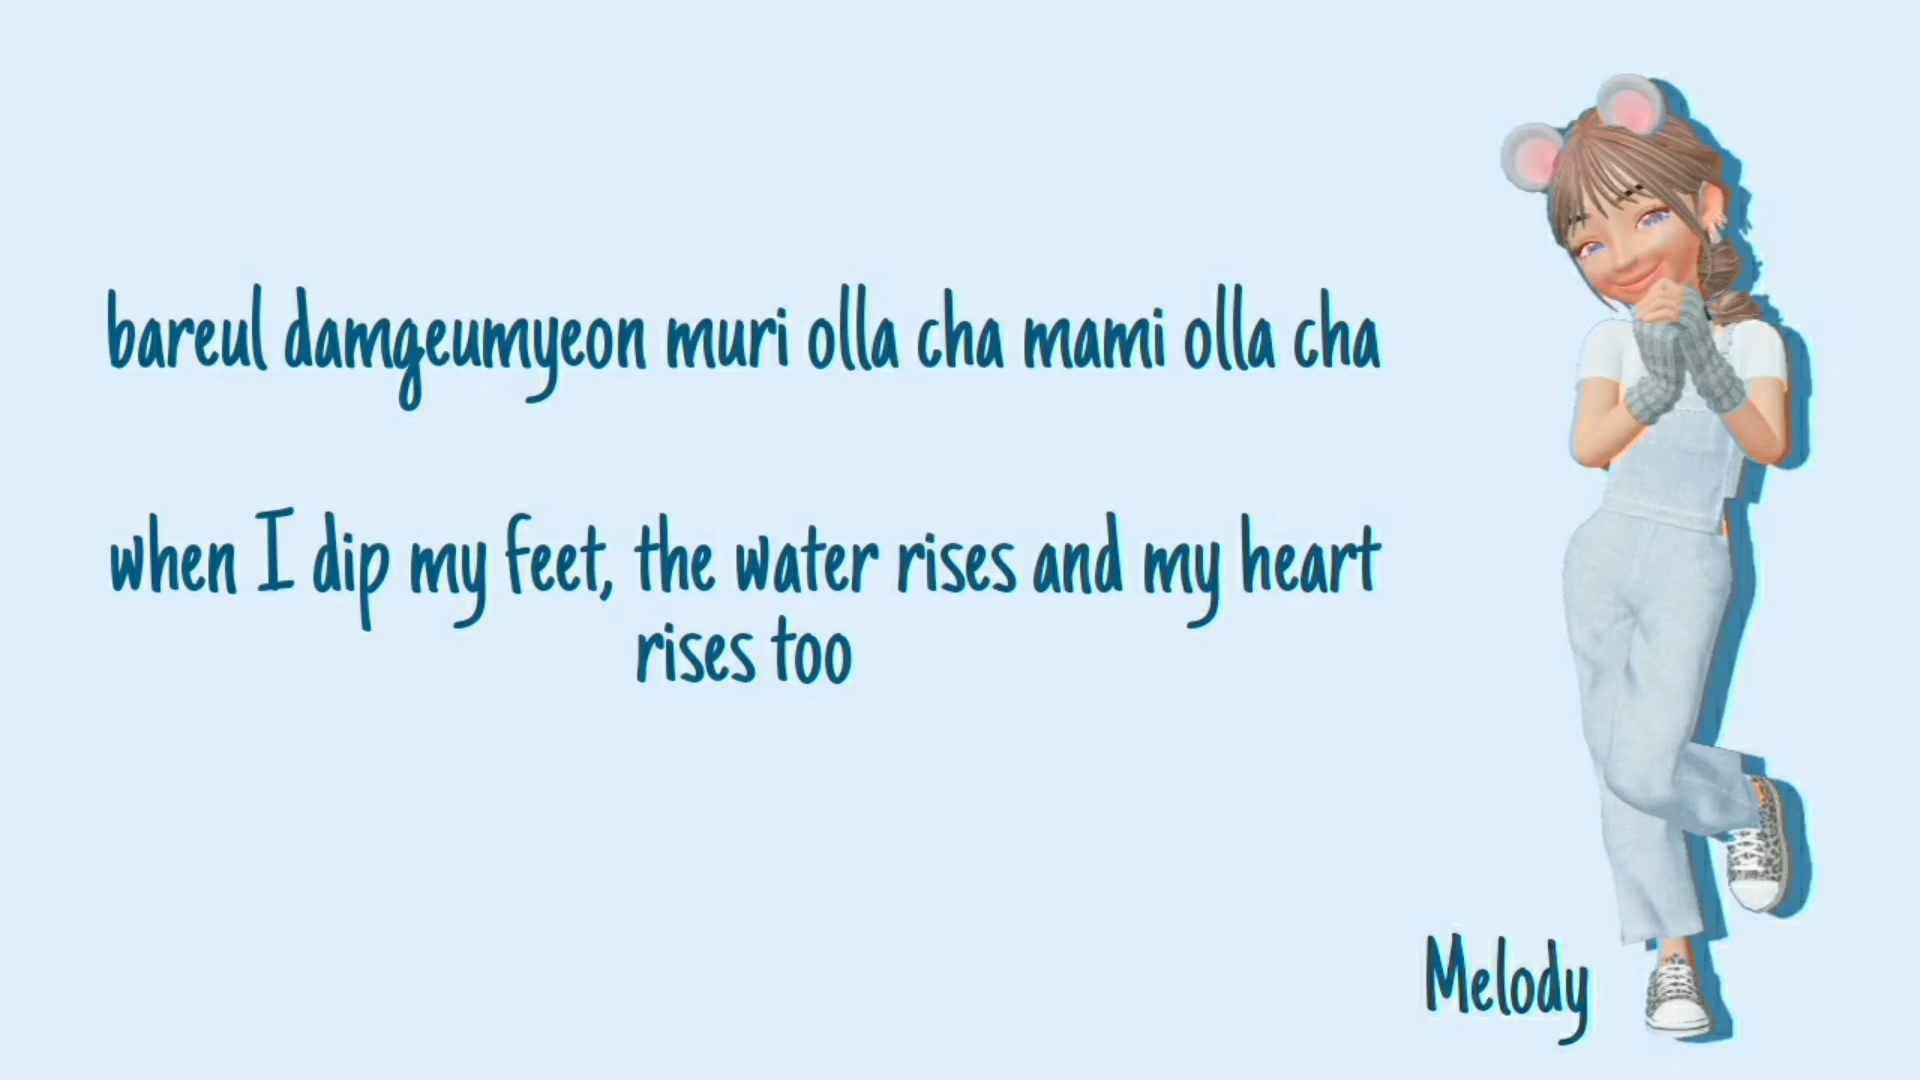 bareul damgeumyeon muri olla cha mami olla cha
when I dip my feet, the water rises and my heart
rises too
Melody